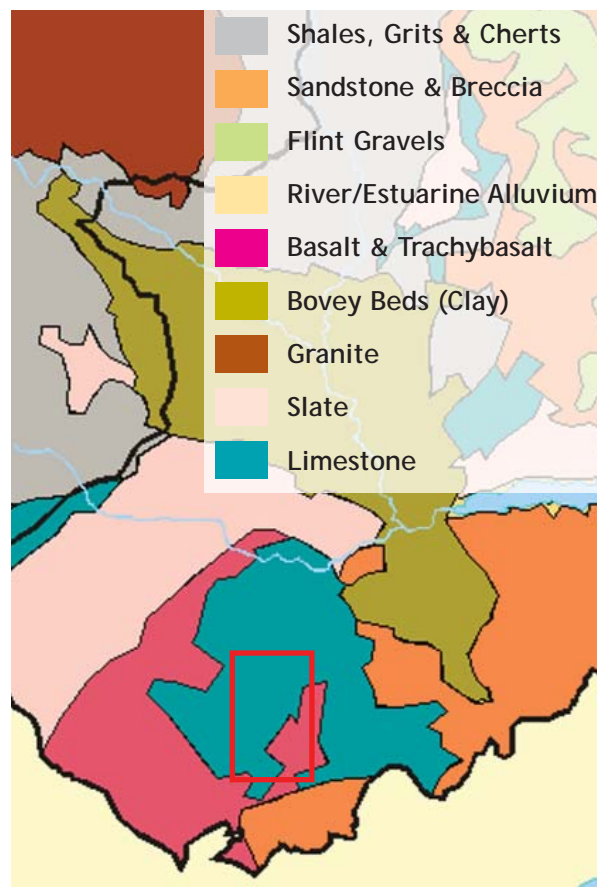 Shales, Grits & Cherts
Sandstone & Breccia
Flint Gravels
River/Estuarine Alluvium
Basalt & Trachybasalt
Bovey Beds (Clay)
Granite
Slate
Limestone